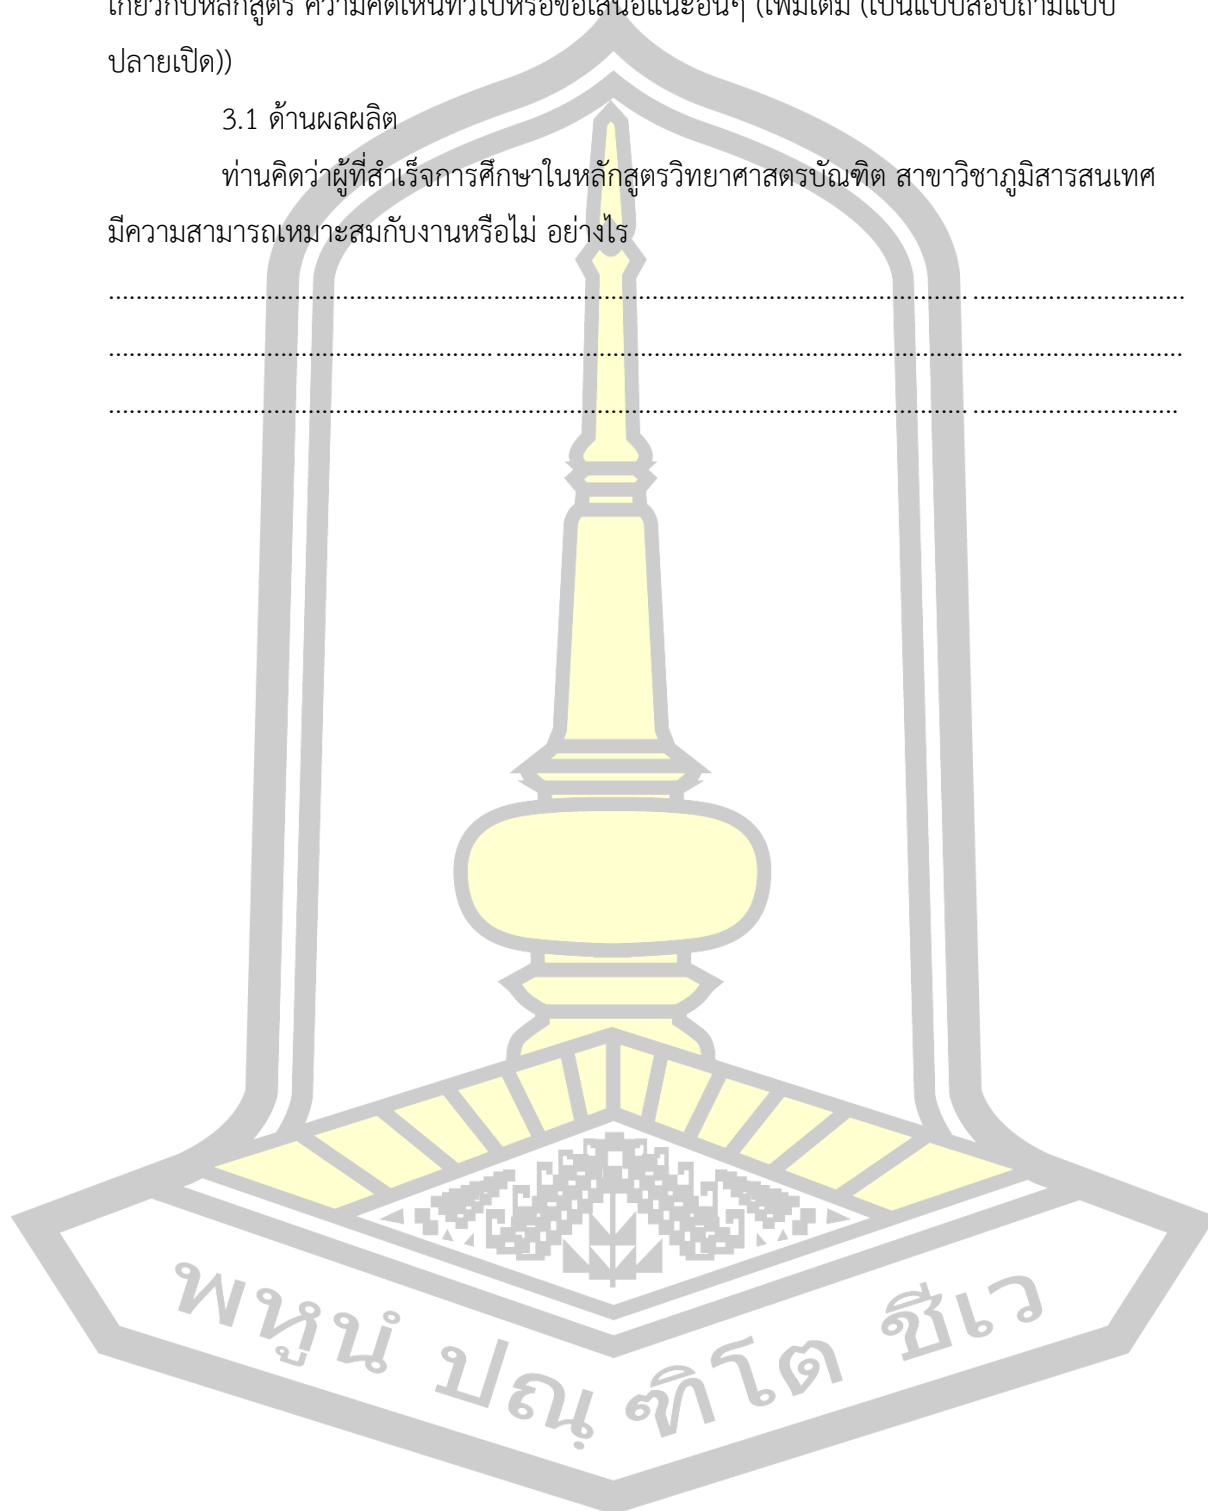 เกี่ยวกับหลักสูตร ความคิดเห็นทั่วไปหรือข้อเสนอแนะอื่นๆ (เพิ่มเติม (เป็นแบบสอบถามแบบ
ปลายเปิด))
3.1 ด้านผลผลิต
ท่านคิดว่าผู้ที่สำเร็จการศึกษาในหลักสูตรวิทยาศาสตรบัณฑิต สาขาวิชาภูมิสารสนเทศ
มีความสามารถเหมาะสมกับงานหรือไม่ อย่างไร
............................................................................................................................ ...............................
........................................................ ....................................................................................................
............................................................................................................................ ..............................
พหูนํ ปณฺฑิโต ชีเว